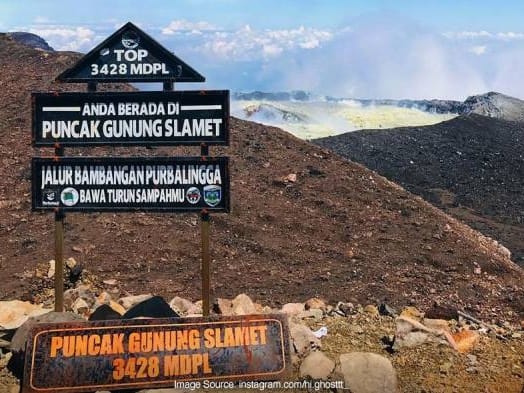 TOP
3428 MDPL
ANDA BERADA DI
PUNCAK GUNUNG SLAMET
JALUR BAMBANGAN PURBALINGGA
BAWA TURUN SAMPAHMU
PUNCAK GUNUNG SLAMET
3428 MDPL
Image Source: instagram.com/hi.ghosttt